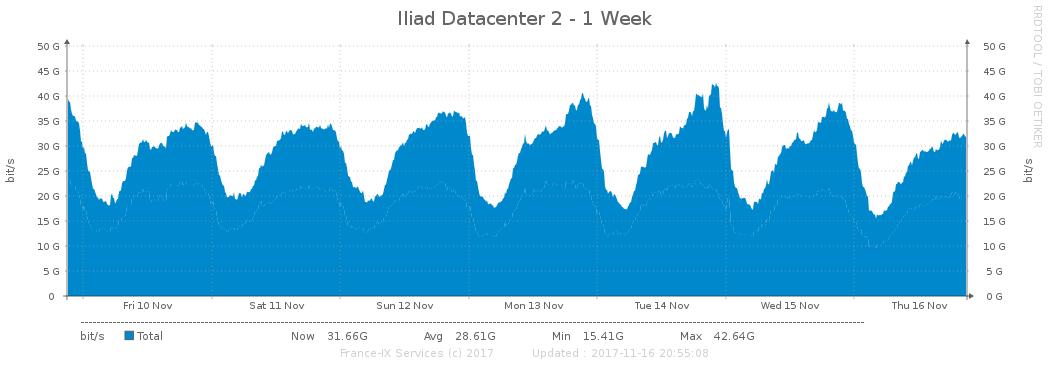 Iliad Datacenter 2 - 1 Week
RRDTOOL / TOBI OETIKER
bit/s
50 G 50 G
45 G 45 G
40 G 40 G
35 G 35 G
30 G 30 G
25 G 25 G
20 G 20 G
15 G 15 G
10 G 10 G
5 G 5 G
0 0 G
bit/s
Fri 10 Nov Sat 11 Nov Sun 12 Nov Mon 13 Nov Tue 14 Nov Wed 15 Nov Thu 16 Nov
bit/s Total Now 31.66G Avg 28.61G Min 15.41G Max 42.64G
France-IX Services (c) 2017 Updated : 2017-11-16 20:55:08